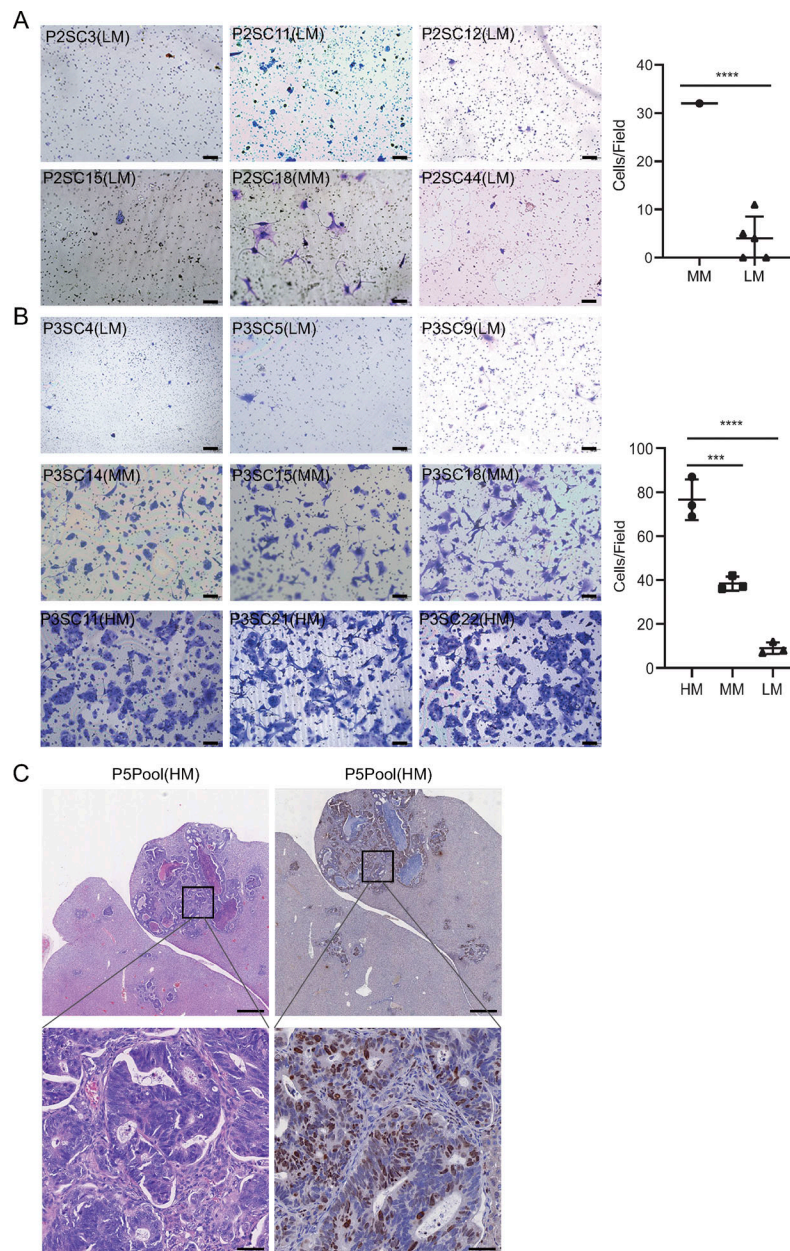 A
P2SC3(LM)
P2SC11(LM)
P2SC12(LM)
P2SC15(LM)
P2SC18(MM)
P2SC44(LM)
Cells/Field
40
30
20
10
0
****
MM
LM
B
P3SC4(LM)
P3SC5(LM)
P3SC9(LM)
P3SC14(MM)
P3SC15(MM)
P3SC18(MM)
P3SC11(HM)
P3SC21(HM)
P3SC22(HM)
Cells/Field
100
80
60
40
20
0
****
***
HM
MM
LM
C
P5Pool(HM)
P5Pool(HM)